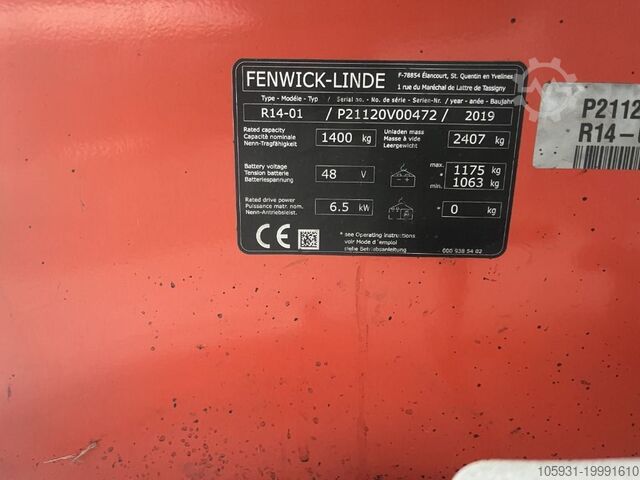 FENWICK-LINDE
F-78854 Élancourt, St. Quentin en Yvelines
1 rue du Maréchal de Lattre de Tassigny
Type - Modéle - Typ / Serial no. - No. de série - Serien-Nr. / year - année - Baujahr
R14-01 / P21120V00472 / 2019
Rated capacity
Capacité nominale
Nenn-Tragfähigkeit
1400 kg
Unladen mass
Masse à vide
Leergewicht
2407 kg
Battery voltage
Tension batterie
Batteriespannung
48 V
max. 1175 kg
*
min. 1063 kg
Rated drive power
Puissance matr. nom.
Nenn-Antriebsleist.
6.5 kW
* 0 kg
CE
* see Operating instructions
voir Mode d'emploi
siehe Betriebsanleitung
000 938 54 02
P2112
R14-0
105931-19991610